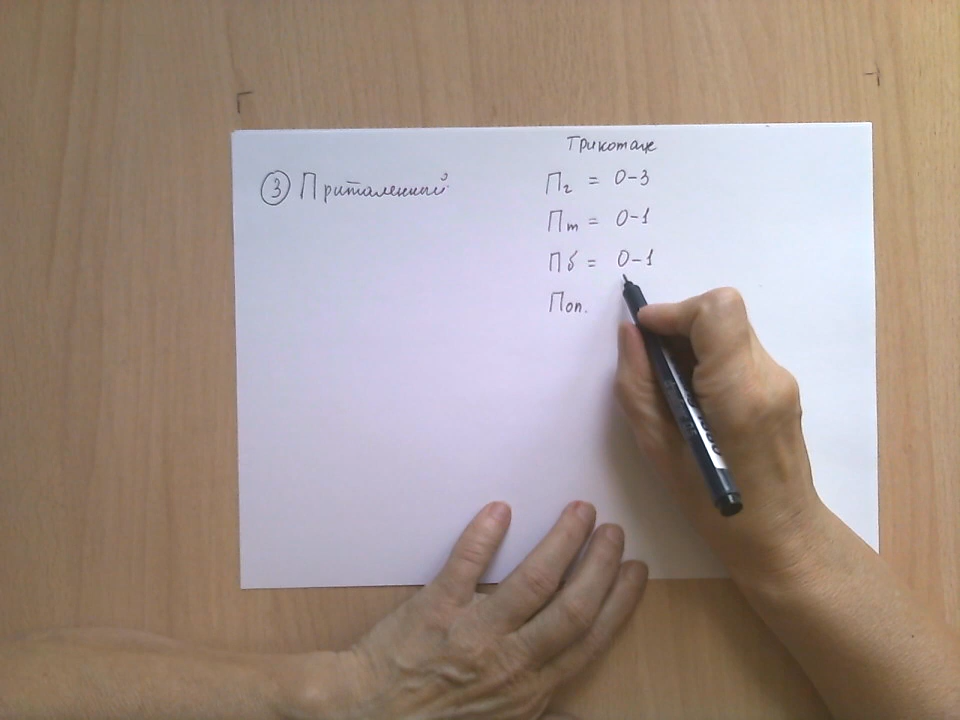 Трикотаж
③ Приталенный
Пг = 0-3
Пт = 0-1
Пб = 0-1
Поп.